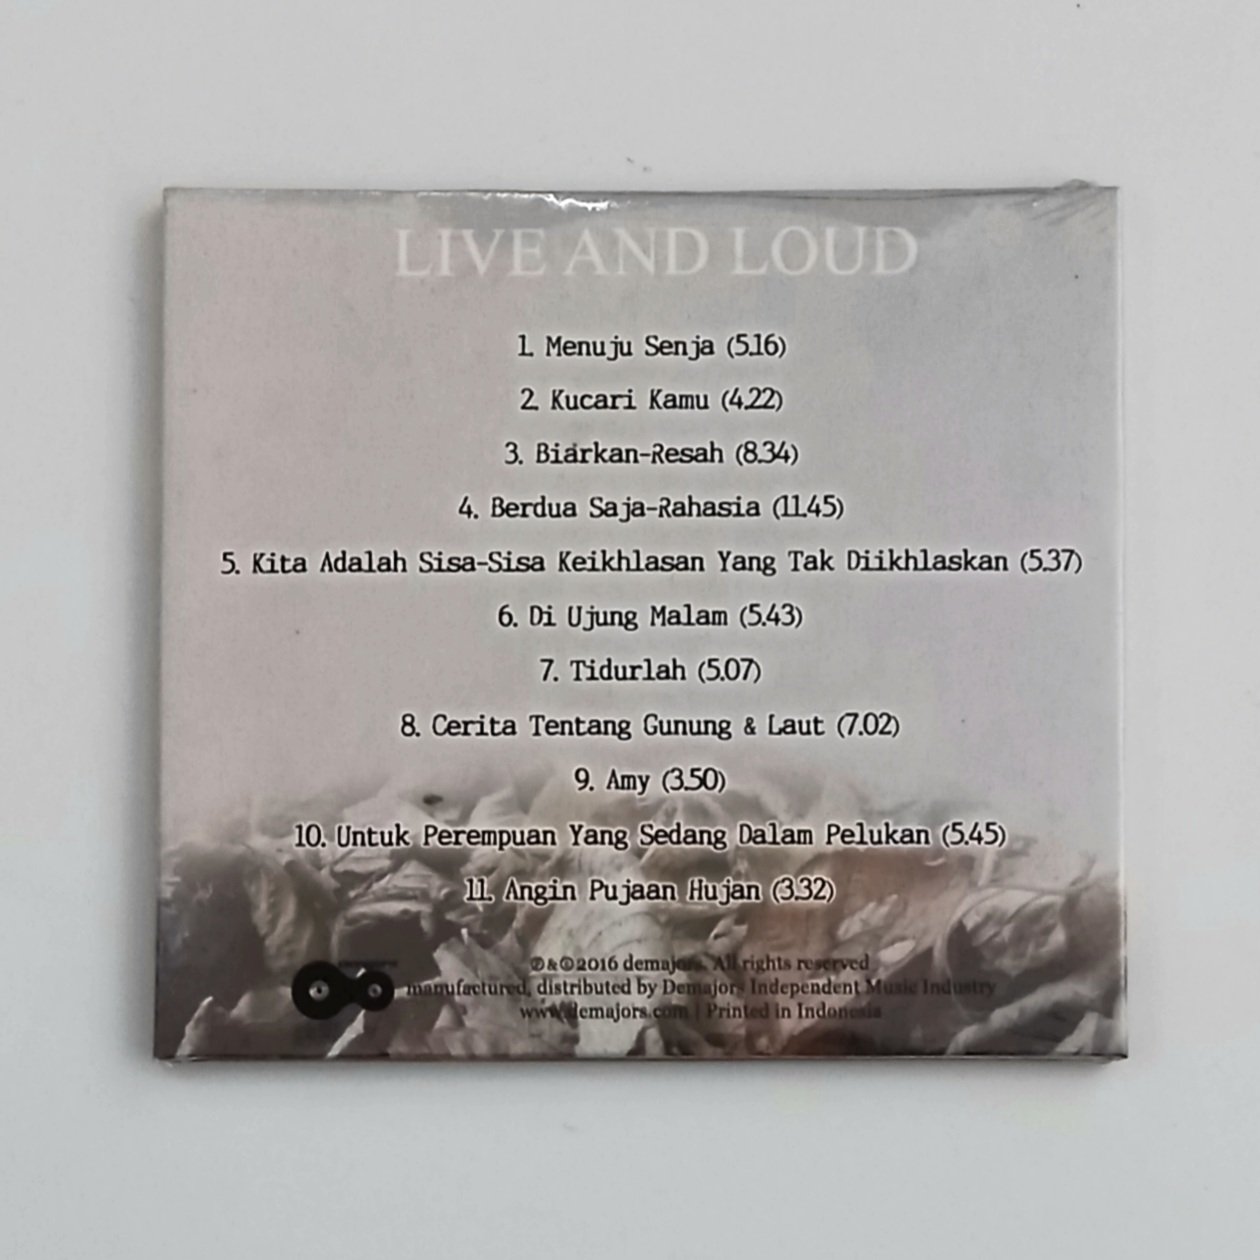 LIVE AND LOUD
1. Menuju Senja (5.16)
2. Kucari Kamu (4.22)
3. Biarkan-Resah (8.34)
4. Berdua Saja-Rahasia (11.45)
5. Kita Adalah Sisa-Sisa Keikhlasan Yang Tak Diikhlaskan (5.37)
6. Di Ujung Malam (5.43)
7. Tidurlah (5.07)
8. Cerita Tentang Gunung & Laut (7.02)
9. Amy (3.50)
10. Untuk Perempuan Yang Sedang Dalam Pelukan (5.45)
11. Angin Pujaan Hujan (3.32)
℗&©2016 demajors. All rights reserved
manufactured, distributed by Demajors Independent Music Industry
www.demajors.com | Printed in Indonesia